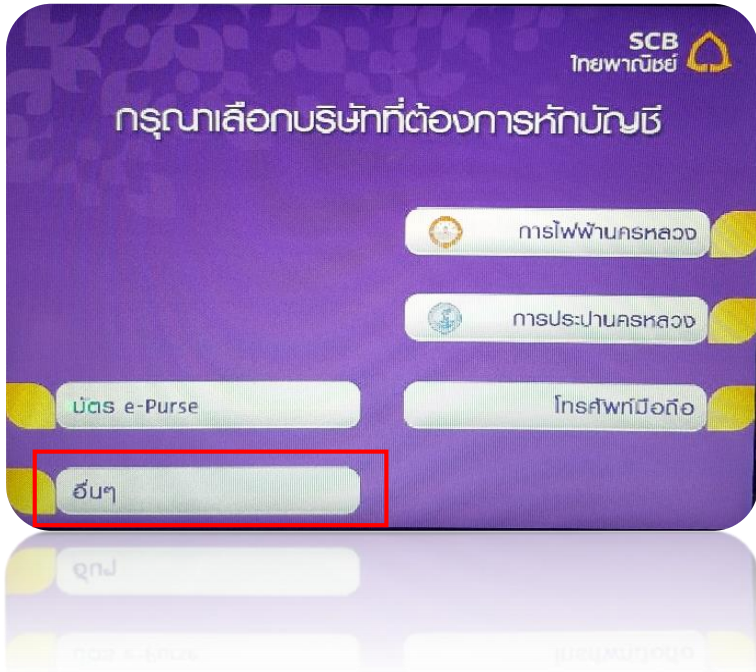 SCB
ไทยพาณิชย์
กรุณาเลือกบริษัทที่ต้องการหักบัญชี
การไฟฟ้านครหลวง
การประปานครหลวง
บัตร e-Purse
โทรศัพท์มือถือ
อื่นๆ